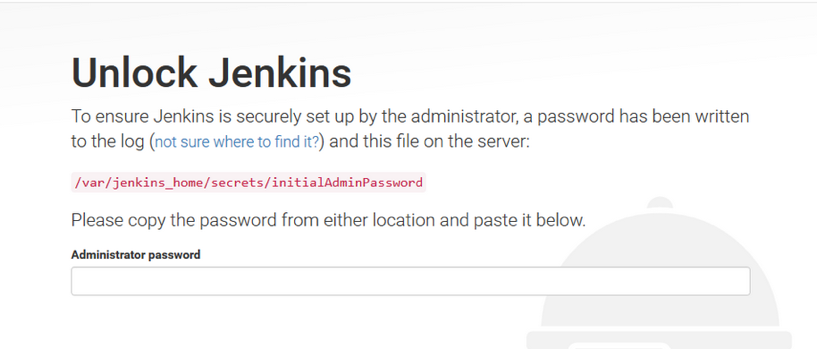 Unlock Jenkins
To ensure Jenkins is securely set up by the administrator, a password has been written
to the log (not sure where to find it?) and this file on the server:
/var/jenkins_home/secrets/initialAdminPassword
Please copy the password from either location and paste it below.
Administrator password